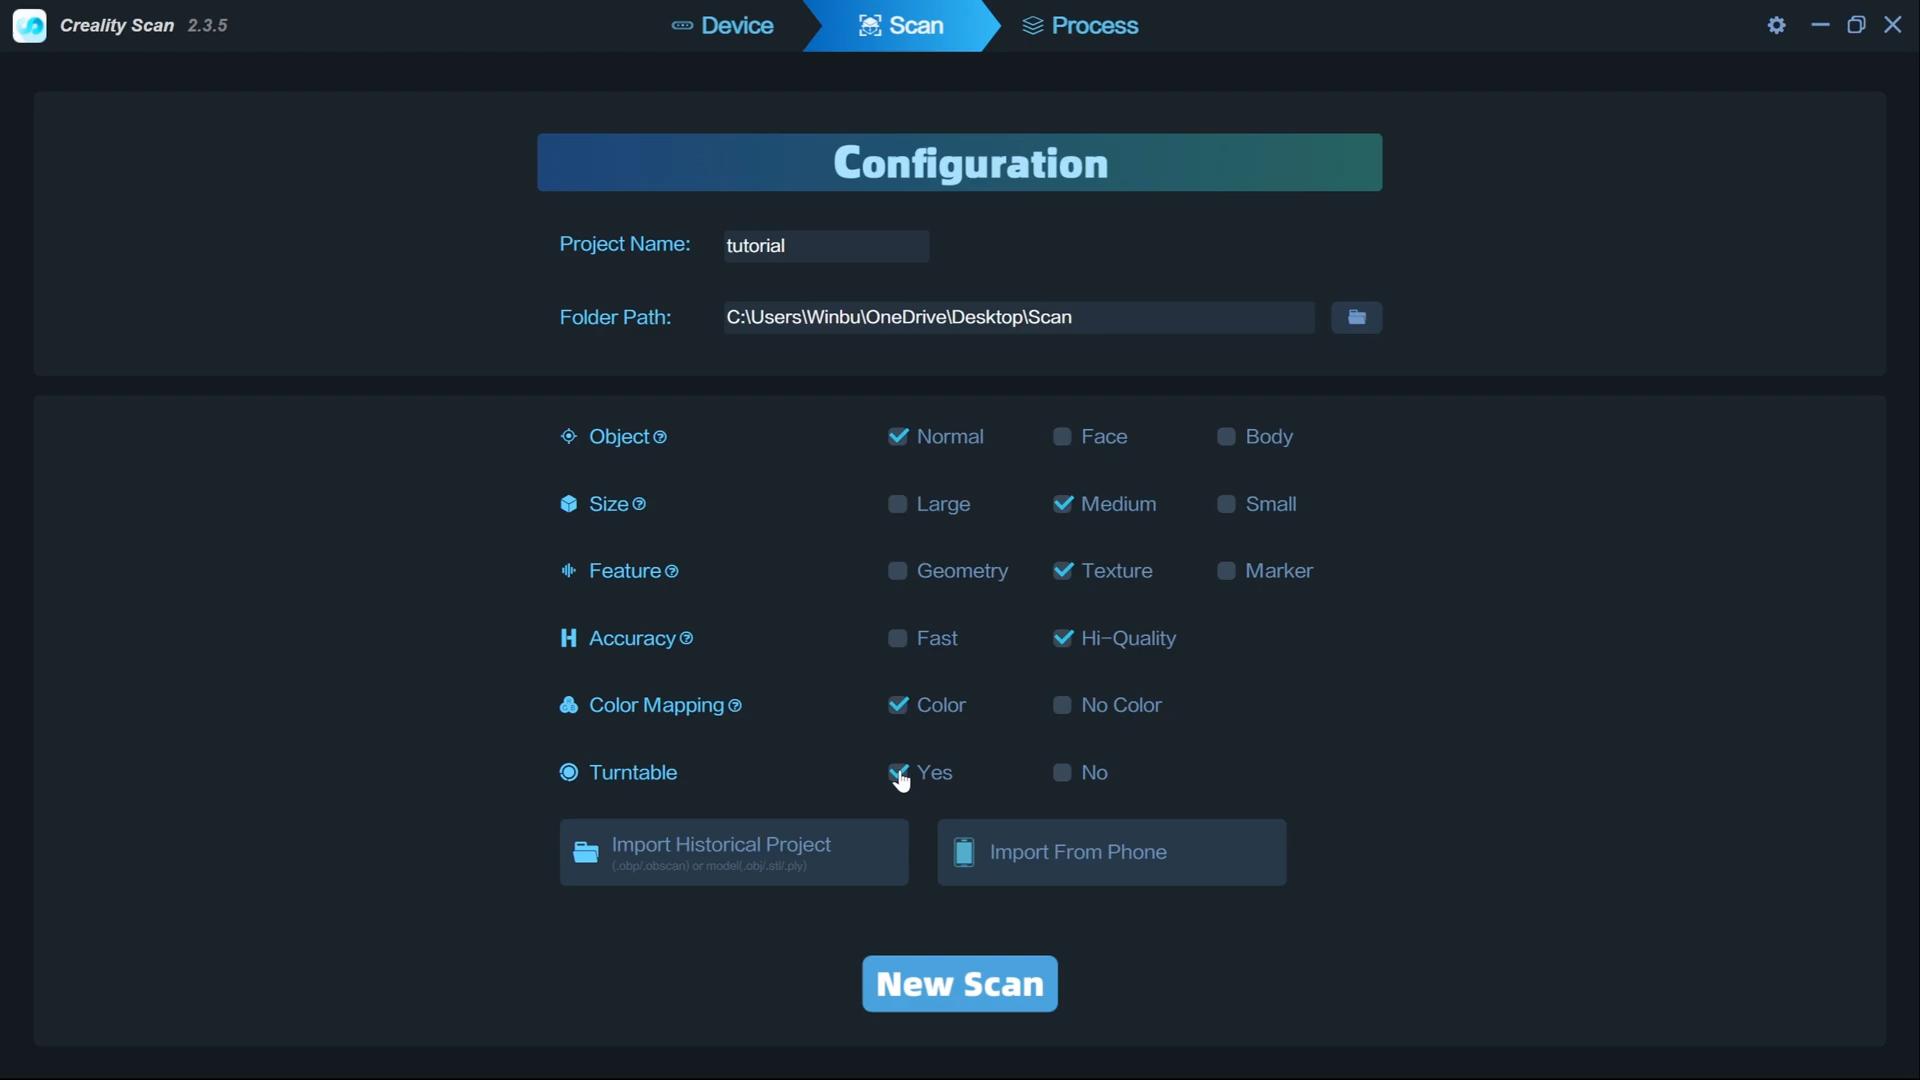 Creality Scan 2.3.5
Device
Scan
Process
Configuration
Project Name: tutorial
Folder Path: C:\Users\Winbu\OneDrive\Desktop\Scan
Object Normal Face Body
Size Large Medium Small
Feature Geometry Texture Marker
Accuracy Fast Hi-Quality
Color Mapping Color No Color
Turntable Yes No
Import Historical Project
(.obp/.obscan) or model(.obj/.stl/.ply)
Import From Phone
New Scan